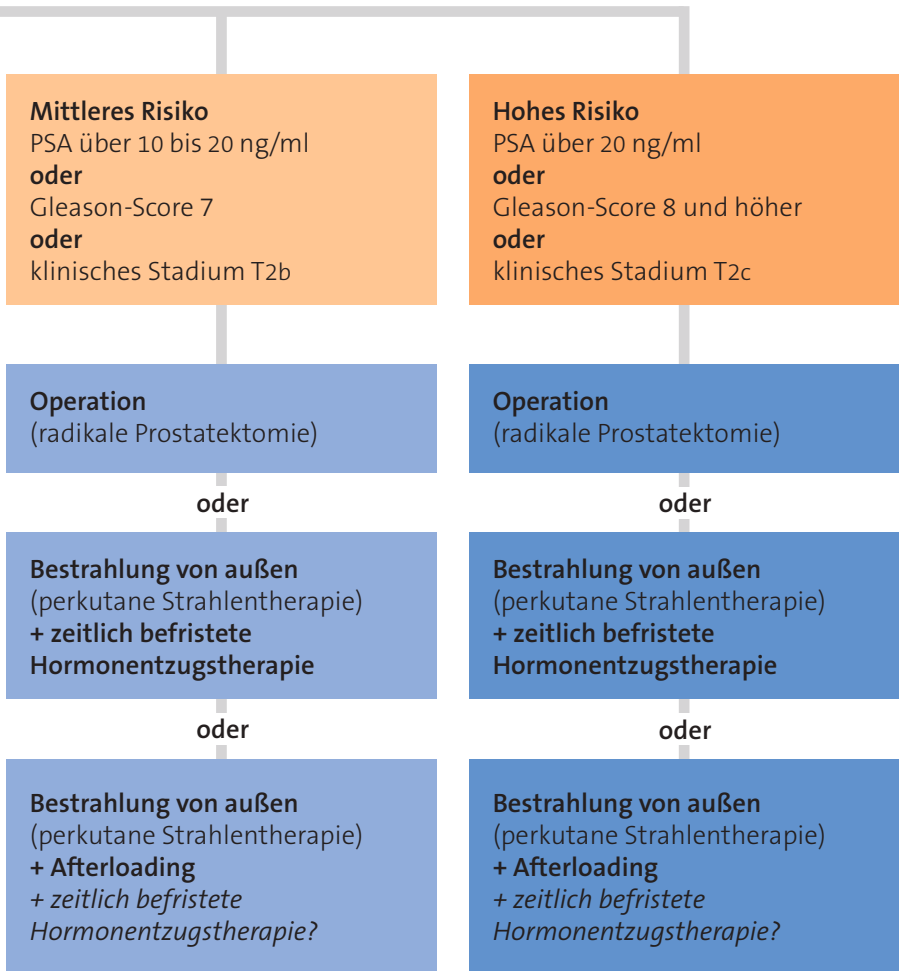 Mittleres Risiko
PSA über 10 bis 20 ng/ml
oder
Gleason-Score 7
oder
klinisches Stadium T2b
Hohes Risiko
PSA über 20 ng/ml
oder
Gleason-Score 8 und höher
oder
klinisches Stadium T2c
Operation
(radikale Prostatektomie)
Operation
(radikale Prostatektomie)
oder
oder
Bestrahlung von außen
(perkutane Strahlentherapie)
+ zeitlich befristete
Hormonentzugstherapie
Bestrahlung von außen
(perkutane Strahlentherapie)
+ zeitlich befristete
Hormonentzugstherapie
oder
oder
Bestrahlung von außen
(perkutane Strahlentherapie)
+ Afterloading
+ zeitlich befristete
Hormonentzugstherapie?
Bestrahlung von außen
(perkutane Strahlentherapie)
+ Afterloading
+ zeitlich befristete
Hormonentzugstherapie?